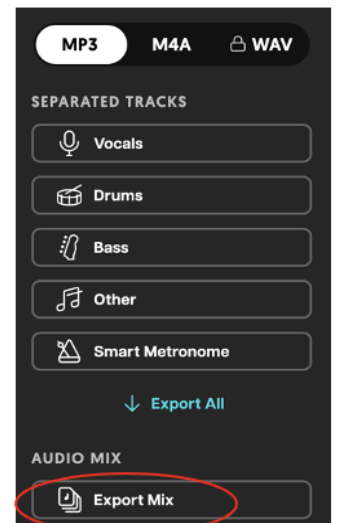 MP3 M4A WAV
SEPARATED TRACKS
Vocals
Drums
Bass
Other
Smart Metronome
Export All
AUDIO MIX
Export Mix